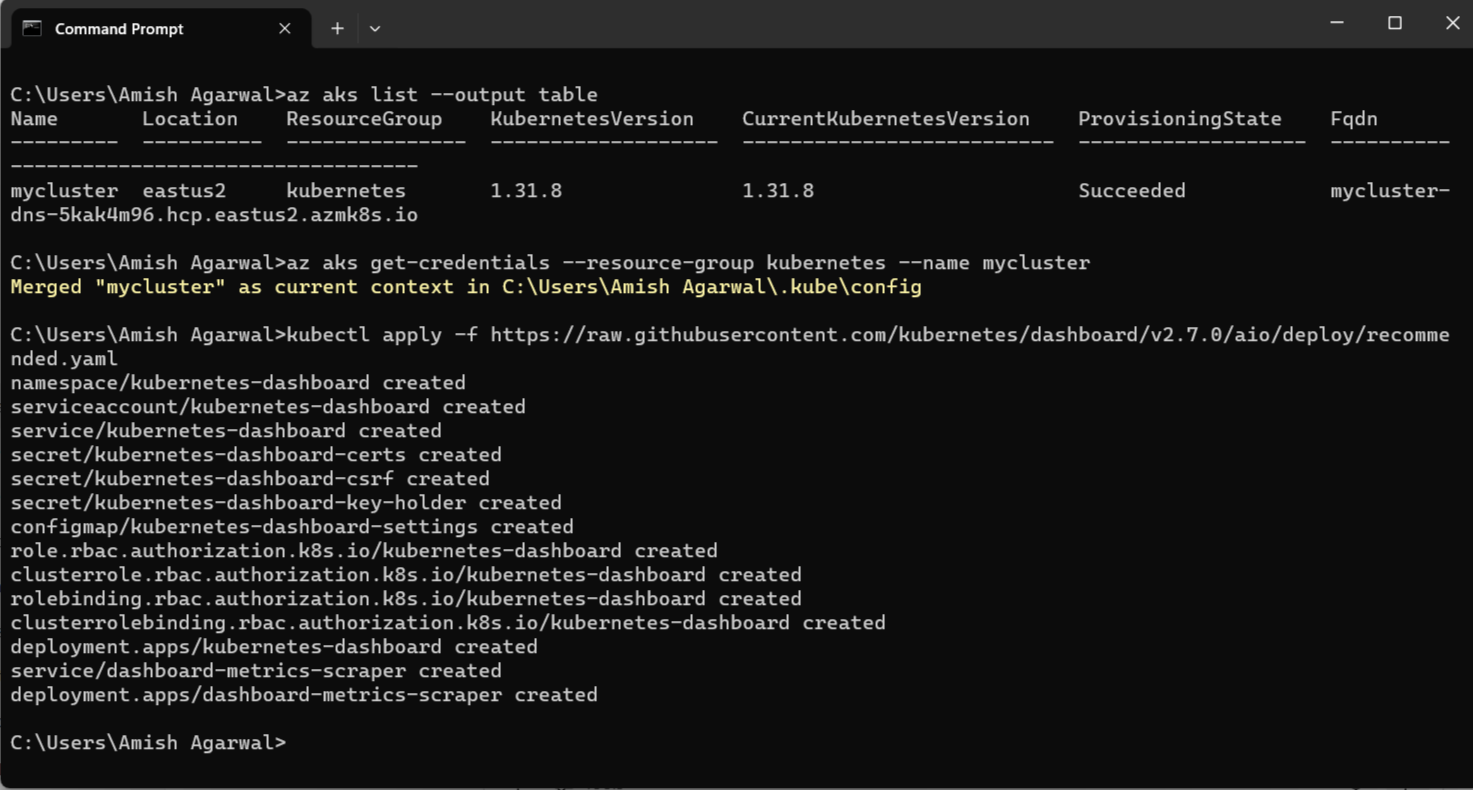 Command Prompt
C:\Users\Amish Agarwal>az aks list --output table
Name       Location    ResourceGroup    KubernetesVersion    CurrentKubernetesVersion    ProvisioningState    Fqdn
---------  ----------  ---------------  -------------------  --------------------------  -------------------  ----------
----------------------------------
mycluster  eastus2     kubernetes       1.31.8               1.31.8                      Succeeded            mycluster-
dns-5kak4m96.hcp.eastus2.azmk8s.io
C:\Users\Amish Agarwal>az aks get-credentials --resource-group kubernetes --name mycluster
Merged "mycluster" as current context in C:\Users\Amish Agarwal\.kube\config
C:\Users\Amish Agarwal>kubectl apply -f https://raw.githubusercontent.com/kubernetes/dashboard/v2.7.0/aio/deploy/recomme
nded.yaml
namespace/kubernetes-dashboard created
serviceaccount/kubernetes-dashboard created
service/kubernetes-dashboard created
secret/kubernetes-dashboard-certs created
secret/kubernetes-dashboard-csrf created
secret/kubernetes-dashboard-key-holder created
configmap/kubernetes-dashboard-settings created
role.rbac.authorization.k8s.io/kubernetes-dashboard created
clusterrole.rbac.authorization.k8s.io/kubernetes-dashboard created
rolebinding.rbac.authorization.k8s.io/kubernetes-dashboard created
clusterrolebinding.rbac.authorization.k8s.io/kubernetes-dashboard created
deployment.apps/kubernetes-dashboard created
service/dashboard-metrics-scraper created
deployment.apps/dashboard-metrics-scraper created
C:\Users\Amish Agarwal>